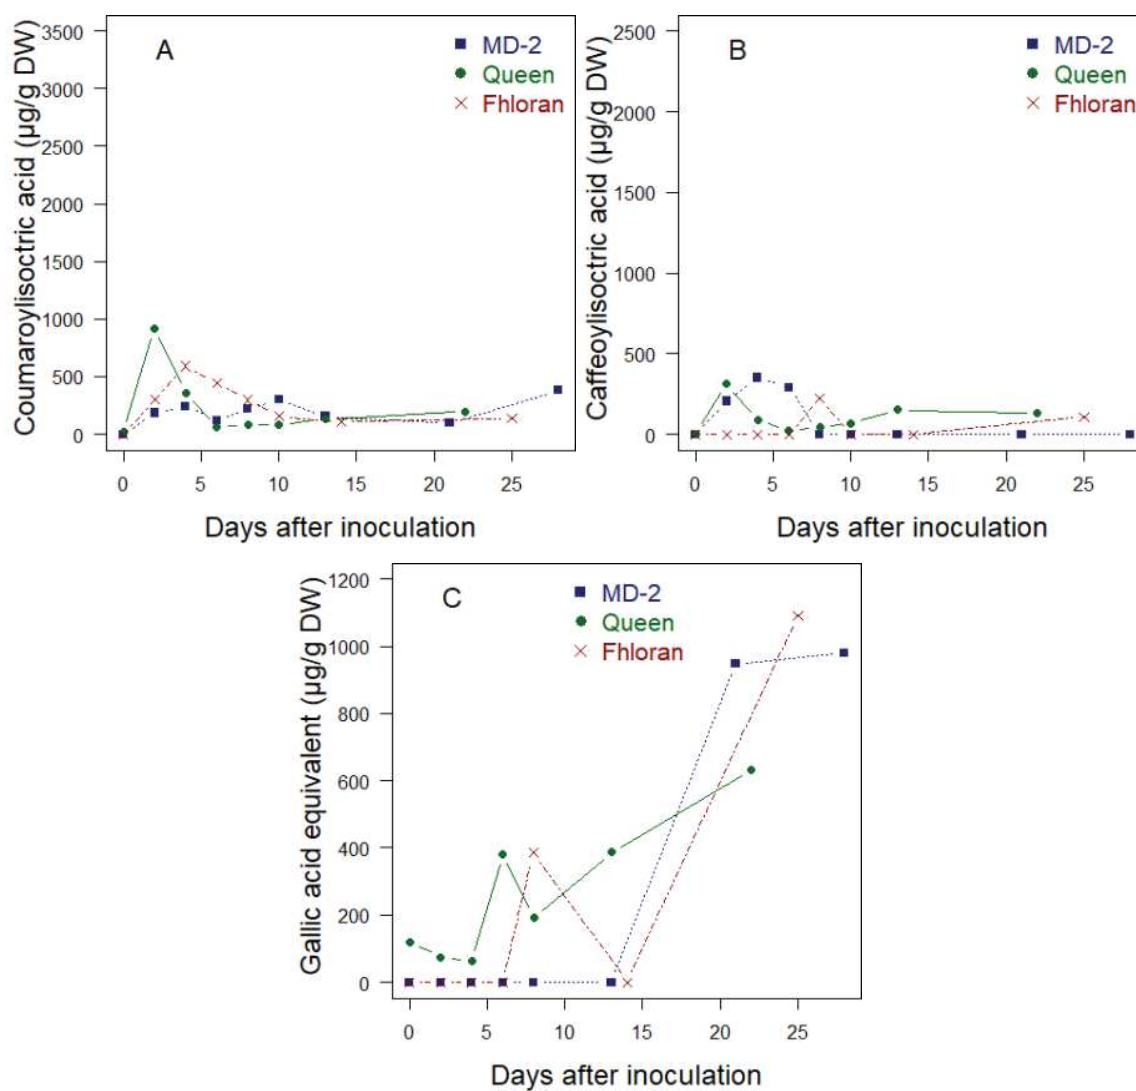 A
MD-2
Queen
Fhloran
Coumaroylisoctric acid (µg/g DW)
3500
3000
2500
2000
1500
1000
500
0
0 5 10 15 20 25
Days after inoculation
B
MD-2
Queen
Fhloran
Caffeoylisoctric acid (µg/g DW)
2500
2000
1500
1000
500
0
0 5 10 15 20 25
Days after inoculation
C
MD-2
Queen
Fhloran
Gallic acid equivalent (µg/g DW)
1200
1000
800
600
400
200
0
0 5 10 15 20 25
Days after inoculation